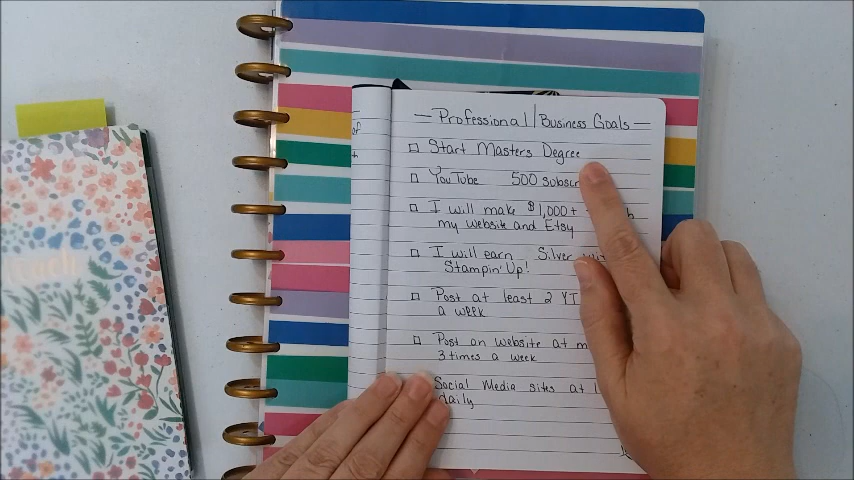 of
— Professional | Business Goals —
□ Start Masters Degree
□ YouTube 500
□ I will make $1,000+
my website and Etsy
□ I will earn Silver
Stampin' Up!
□ Post at least 2 YT
a week
□ Post on website at
3 times a week
Social Media sites at
daily